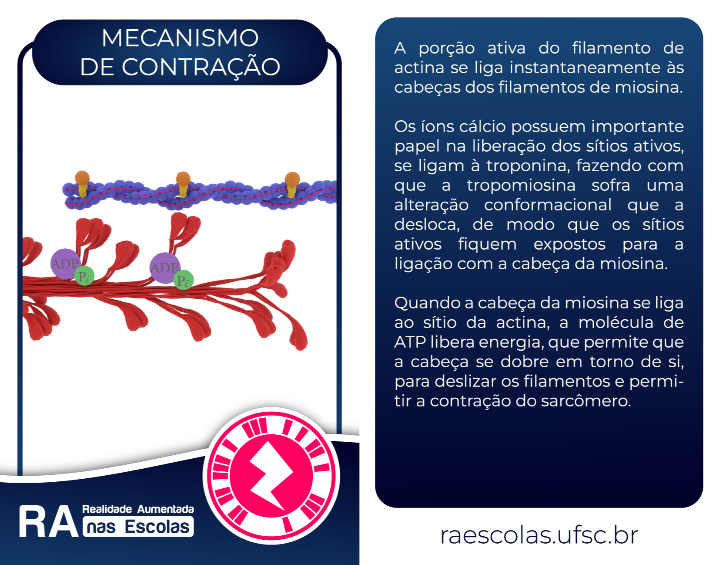 MECANISMO
DE CONTRAÇÃO
ADP
Pi
ADP
Pi
RA
Realidade Aumentada
nas Escolas
A porção ativa do filamento de
actina se liga instantaneamente às
cabeças dos filamentos de miosina.
Os íons cálcio possuem importante
papel na liberação dos sítios ativos,
se ligam à troponina, fazendo com
que a tropomiosina sofra uma
alteração conformacional que a
desloca, de modo que os sítios
ativos fiquem expostos para a
ligação com a cabeça da miosina.
Quando a cabeça da miosina se liga
ao sítio da actina, a molécula de
ATP libera energia, que permite que
a cabeça se dobre em torno de si,
para deslizar os filamentos e permi-
tir a contração do sarcômero.
raescolas.ufsc.br